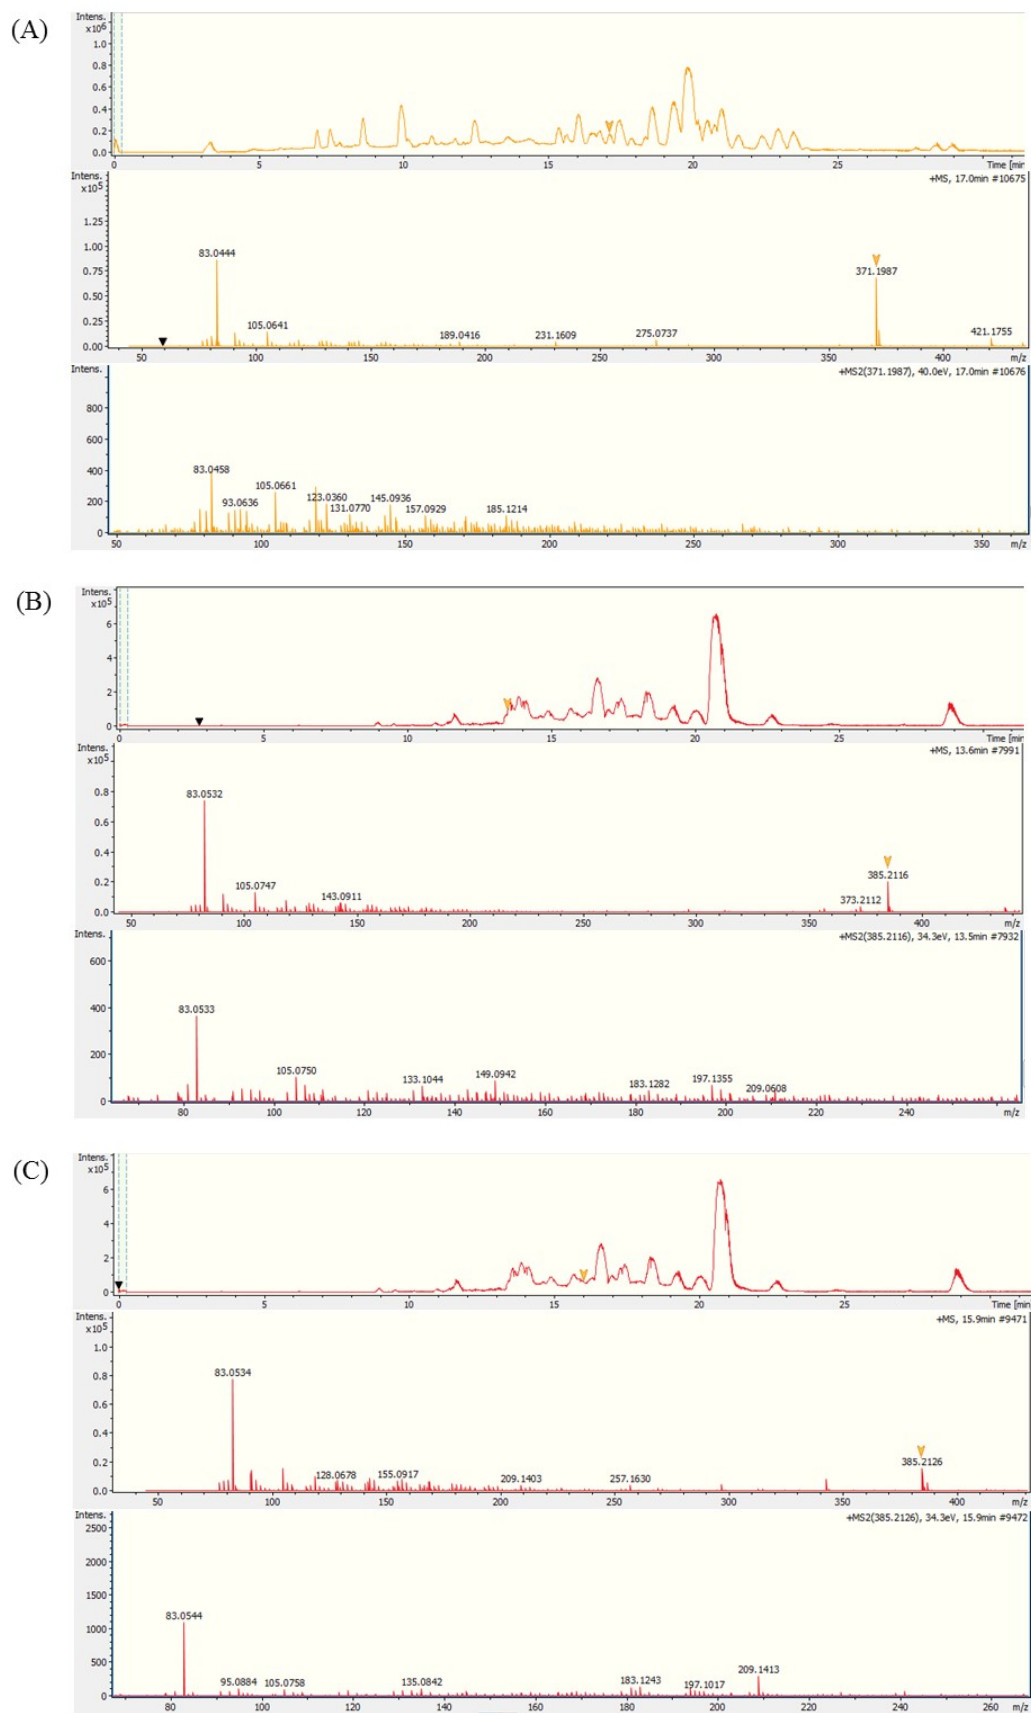 (A)
Intens.
x10⁶
1.0
0.8
0.6
0.4
0.2
0.0
0 5 10 15 20 25 Time [min
Intens.
x10⁵
+MS, 17.0min #10675
1.25
1.00
0.75
0.50
0.25
0.00
83.0444
105.0641
189.0416
231.1609
275.0737
371.1987
421.1755
50 100 150 200 250 300 350 400 m/z
Intens.
+MS2(371.1987), 40.0eV, 17.0min #10676
800
600
400
200
0
83.0458
93.0636
105.0661
123.0360
131.0770
145.0936
157.0929
185.1214
50 100 150 200 250 300 350 m/z
(B)
Intens.
x10⁵
6
4
2
0
0 5 10 15 20 25 Time [min
Intens.
x10⁵
+MS, 13.6min #7991
0.8
0.6
0.4
0.2
0.0
83.0532
105.0747
143.0911
373.2112
385.2116
50 100 150 200 250 300 350 400 m/z
Intens.
+MS2(385.2116), 34.3eV, 13.5min #7932
600
400
200
0
83.0533
105.0750
133.1044
149.0942
183.1282
197.1355
209.0608
80 100 120 140 160 180 200 220 240 m/z
(C)
Intens.
x10⁵
6
4
2
0
0 5 10 15 20 25 Time [min
Intens.
x10⁵
+MS, 15.9min #9471
1.0
0.8
0.6
0.4
0.2
0.0
83.0534
128.0678
155.0917
209.1403
257.1630
385.2126
50 100 150 200 250 300 350 400 m/z
Intens.
+MS2(385.2126), 34.3eV, 15.9min #9472
2500
2000
1500
1000
500
0
83.0544
95.0884
105.0758
135.0842
183.1243
197.1017
209.1413
80 100 120 140 160 180 200 220 240 260 m/z